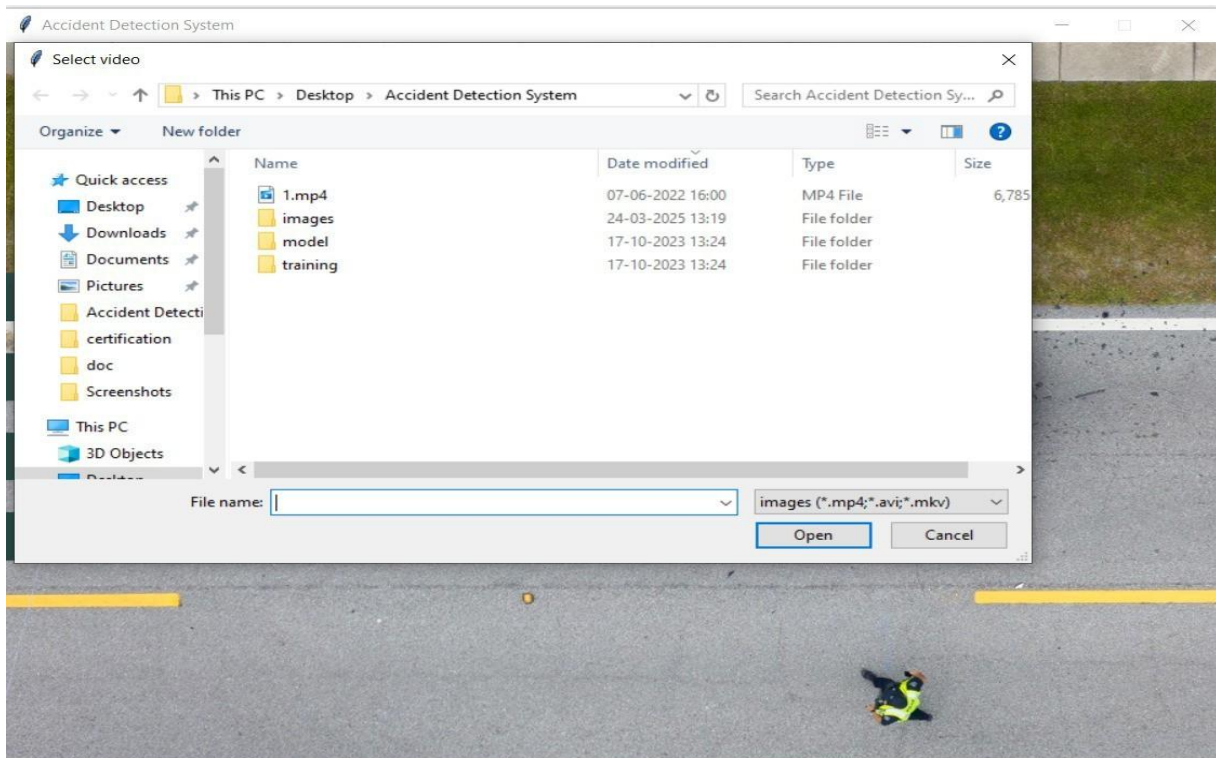 Accident Detection System
Select video
This PC > Desktop > Accident Detection System
Search Accident Detection Sy...
Organize
New folder
Name Date modified Type Size
Quick access
Desktop
Downloads
Documents
Pictures
Accident Detecti
certification
doc
Screenshots
This PC
3D Objects
Desktop
1.mp4 07-06-2022 16:00 MP4 File 6,785
images 24-03-2025 13:19 File folder
model 17-10-2023 13:24 File folder
training 17-10-2023 13:24 File folder
File name:
images (*.mp4;*.avi;*.mkv)
Open Cancel